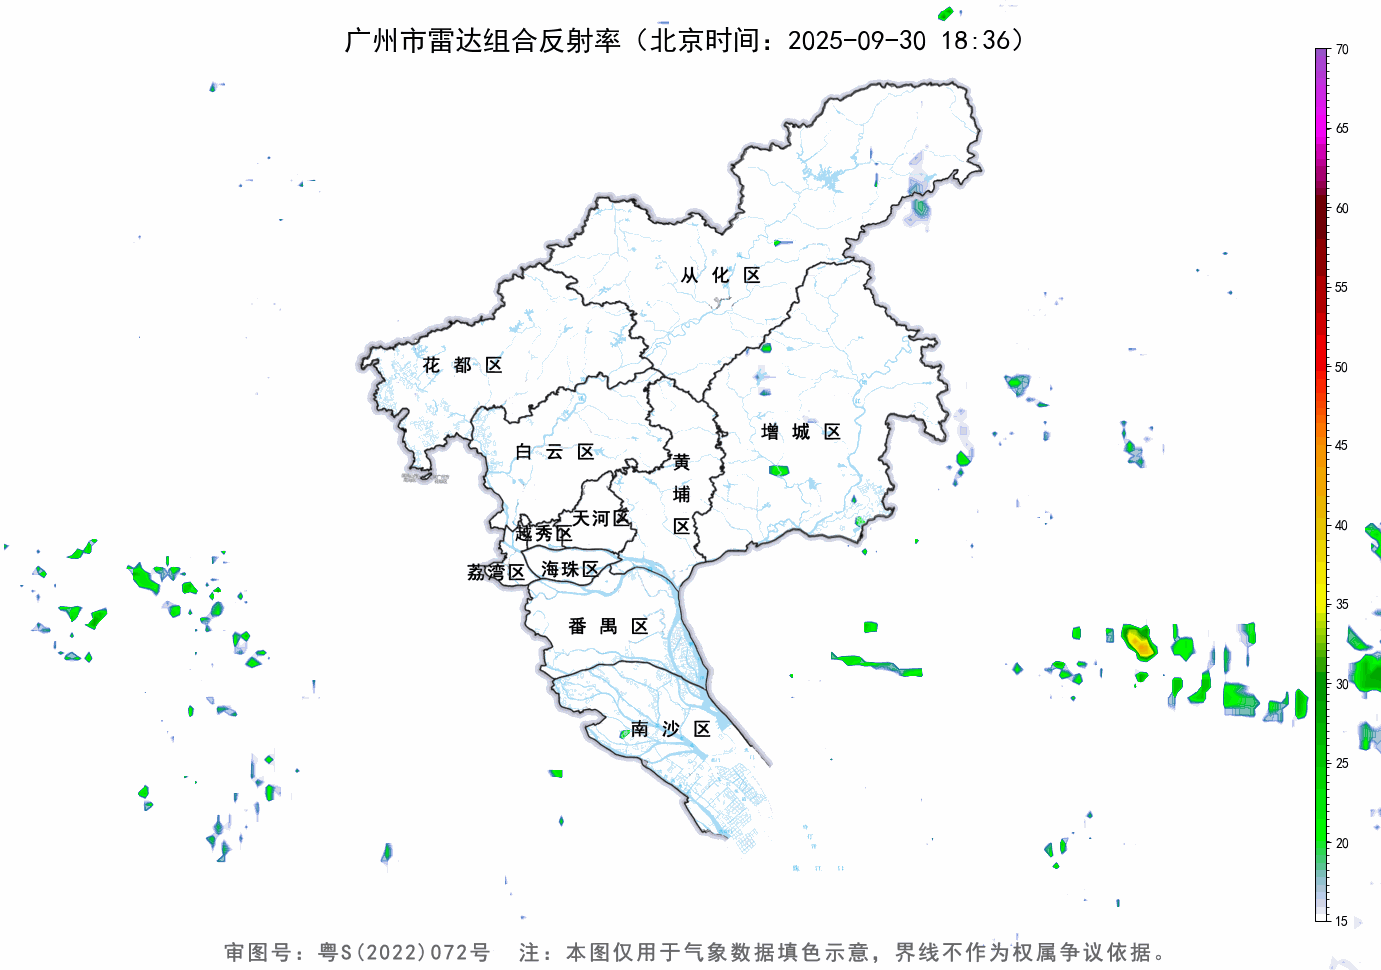 广州市雷达组合反射率（北京时间：2025-09-30 18:36）
70
65
60
55
50
45
40
35
30
25
20
15
从化区
花都区
增城区
白云区
黄埔区
天河区
越秀区
荔湾区
海珠区
番禺区
南沙区
审图号：粤S(2022)072号 注：本图仅用于气象数据填色示意，界线不作为权属争议依据。